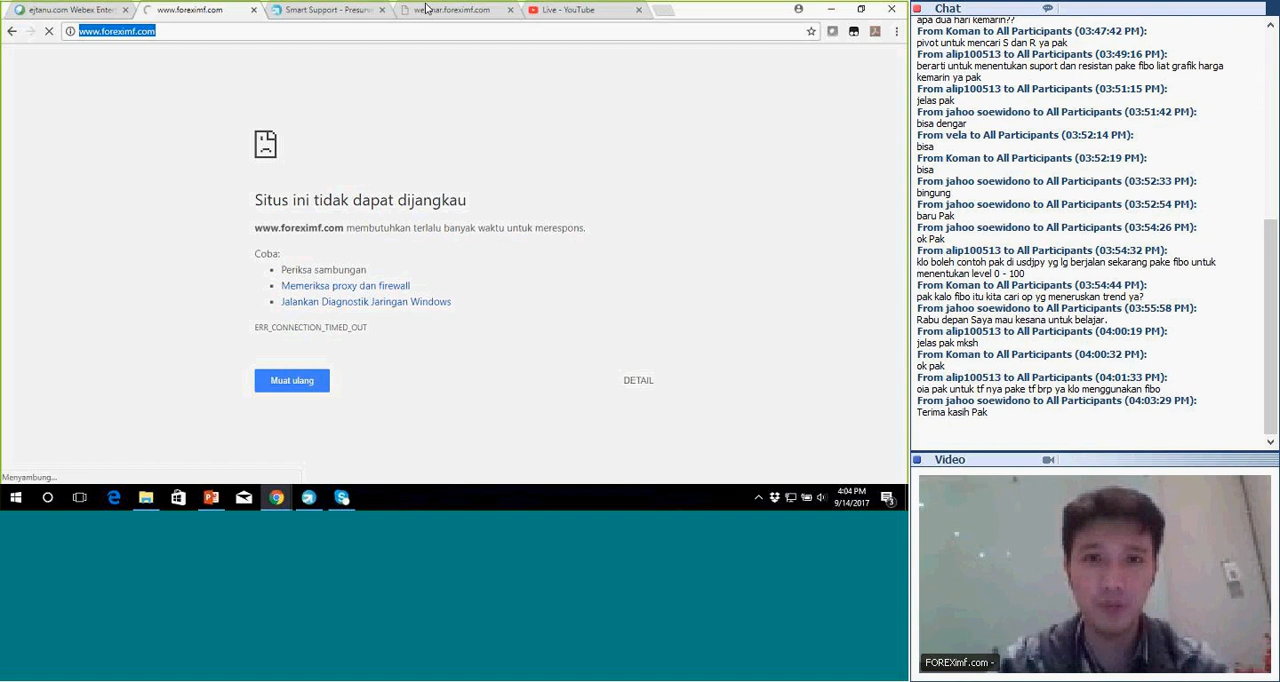 ejtanu.com Webex Enter
www.foreximf.com
Smart Support - Presurve
webinar.foreximf.com
Live - YouTube
www.foreximf.com
Situs ini tidak dapat dijangkau
www.foreximf.com membutuhkan terlalu banyak waktu untuk merespons.
Coba:
Periksa sambungan
Memeriksa proxy dan firewall
Jalankan Diagnostik Jaringan Windows
ERR_CONNECTION_TIMED_OUT
Muat ulang
DETAIL
Menyambung...
4:04 PM
9/14/2017
3
Chat
apa dua hari kemarin??
From Koman to All Participants (03:47:42 PM):
pivot untuk mencari S dan R ya pak
From alip100513 to All Participants (03:49:16 PM):
berarti untuk menentukan suport dan resistan pake fibo liat grafik harga
kemarin ya pak
From alip100513 to All Participants (03:51:15 PM):
jelas pak
From jahoo soewidono to All Participants (03:51:42 PM):
bisa dengar
From vela to All Participants (03:52:14 PM):
bisa
From Koman to All Participants (03:52:19 PM):
bisa
From jahoo soewidono to All Participants (03:52:33 PM):
bingung
From jahoo soewidono to All Participants (03:52:54 PM):
baru Pak
From jahoo soewidono to All Participants (03:54:26 PM):
ok Pak
From alip100513 to All Participants (03:54:32 PM):
klo boleh contoh pak di usdjpy yg lg berjalan sekarang pake fibo untuk
menentukan level 0 - 100
From Koman to All Participants (03:54:44 PM):
pak kalo fibo itu kita cari op yg meneruskan trend ya?
From jahoo soewidono to All Participants (03:55:58 PM):
Rabu depan Saya mau kesana untuk belajar.
From alip100513 to All Participants (04:00:19 PM):
jelas pak mksh
From Koman to All Participants (04:00:32 PM):
ok pak
From alip100513 to All Participants (04:01:33 PM):
oia pak untuk tf nya pake tf brp ya klo menggunakan fibo
From jahoo soewidono to All Participants (04:03:29 PM):
Terima kasih Pak
Video
FOREXimf.com -